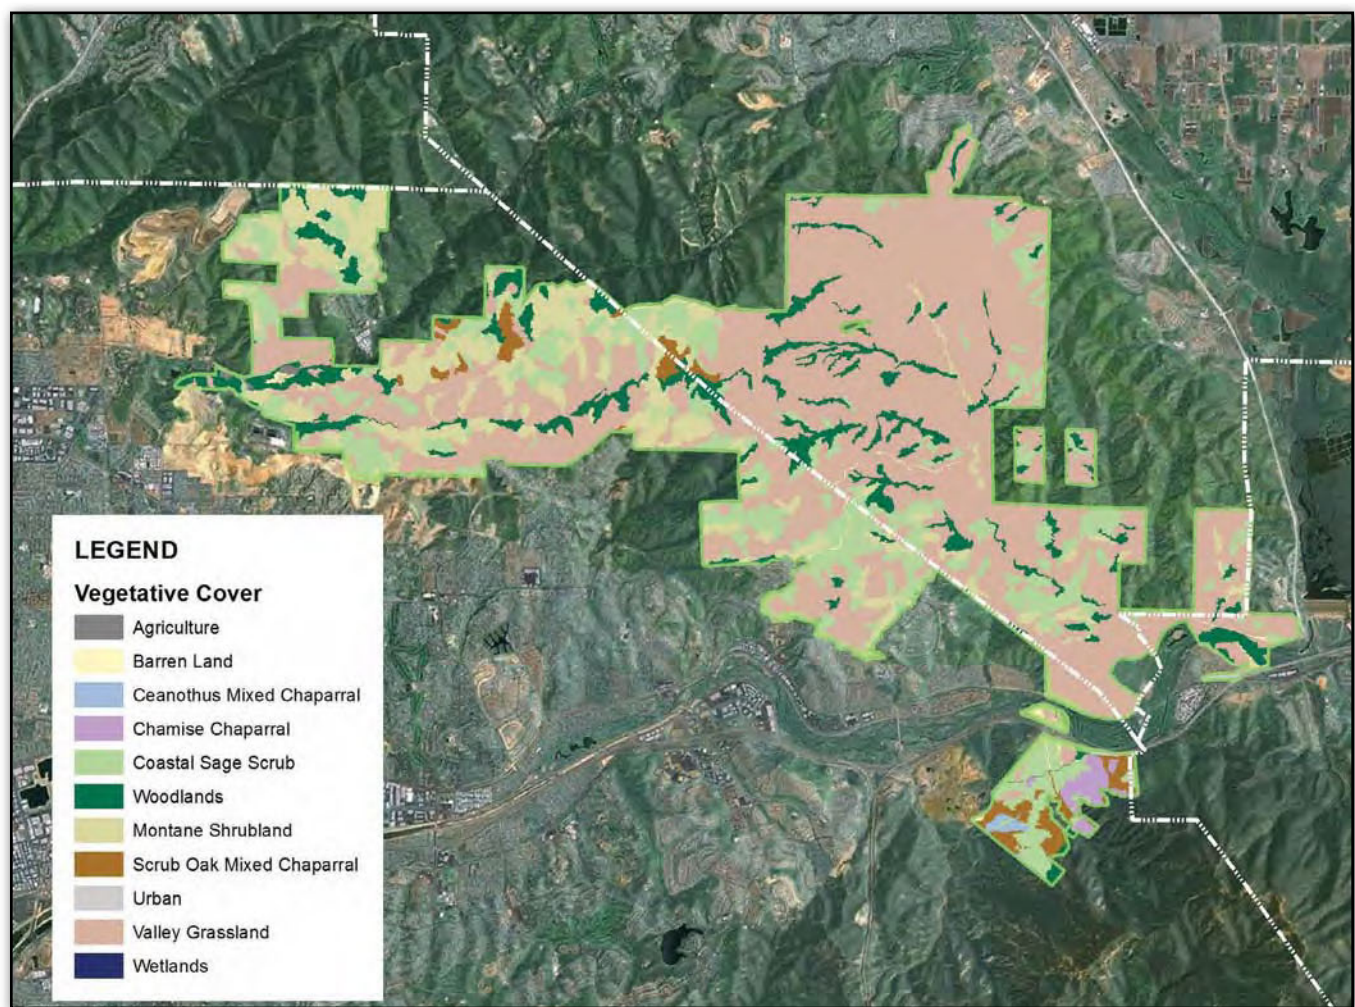 LEGEND
Vegetative Cover
Agriculture
Barren Land
Ceanothus Mixed Chaparral
Chamise Chaparral
Coastal Sage Scrub
Woodlands
Montane Shrubland
Scrub Oak Mixed Chaparral
Urban
Valley Grassland
Wetlands